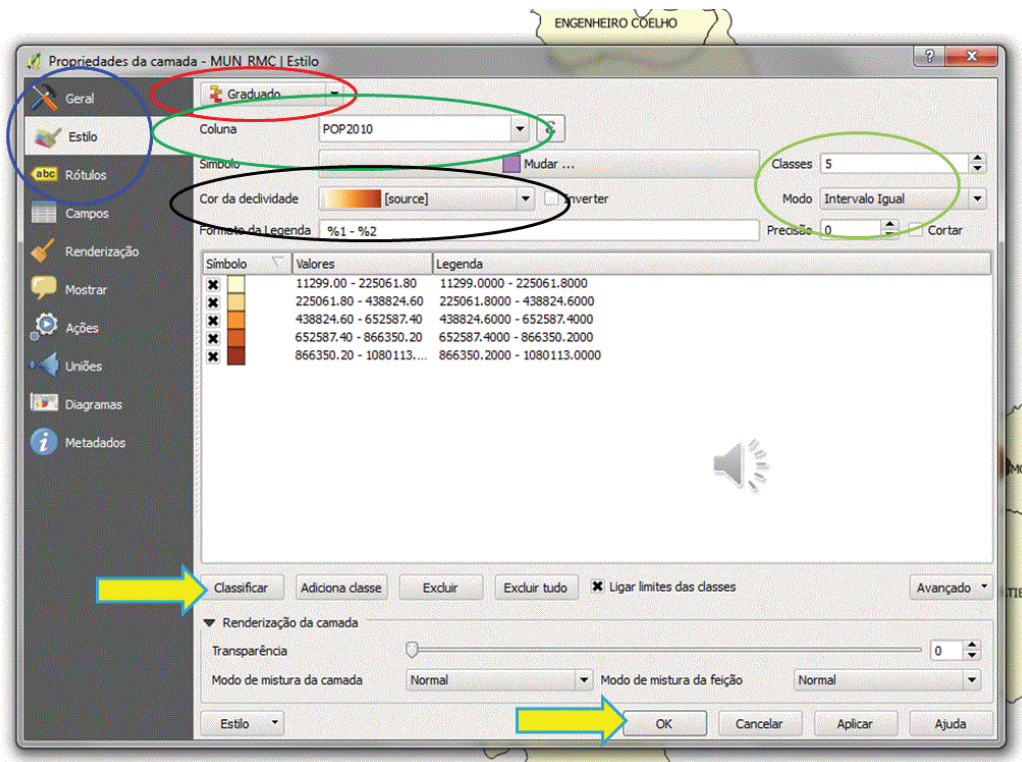 ENGENHEIRO COELHO
Propriedades da camada - MUN RMC | Estilo
Geral
Graduado
Estilo
Coluna POP2010 ε
Símbolo Mudar ... Classes 5
abc Rótulos
Cor da declividade [source] Inverter Modo Intervalo Igual
Campos
Formato da Legenda %1 - %2 Precisão 0 Cortar
Renderização
Símbolo Valores Legenda
11299.00 - 225061.80 11299.0000 - 225061.8000
Mostrar
225061.80 - 438824.60 225061.8000 - 438824.6000
438824.60 - 652587.40 438824.6000 - 652587.4000
Ações
652587.40 - 866350.20 652587.4000 - 866350.2000
866350.20 - 1080113.... 866350.2000 - 1080113.0000
Uniões
Diagramas
Metadados
Classificar Adiciona classe Excluir Excluir tudo Ligar limites das classes Avançado
Renderização da camada
Transparência 0
Modo de mistura da camada Normal Modo de mistura da feição Normal
Estilo OK Cancelar Aplicar Ajuda